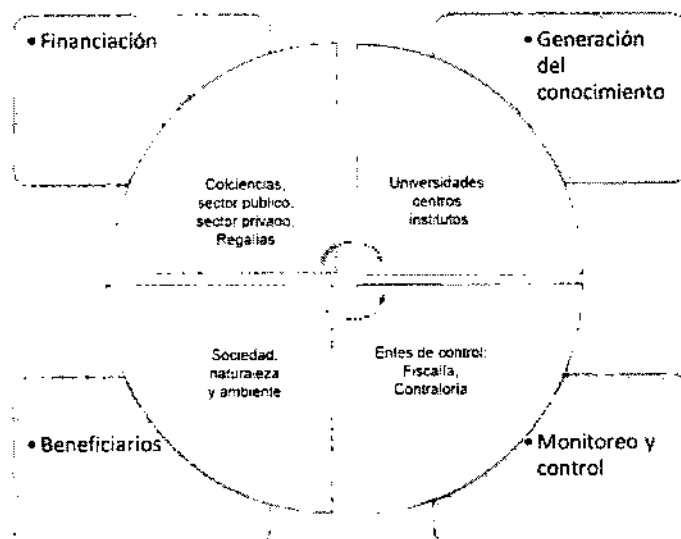 • Financiación
• Generación
del
conocimiento
Colciencias,
sector público,
sector privado,
Regalías
Universidades
centros
institutos
Sociedad,
naturaleza
y ambiente
Entes de control:
Fiscalía,
Contraloría
• Beneficiarios
• Monitoreo y
control